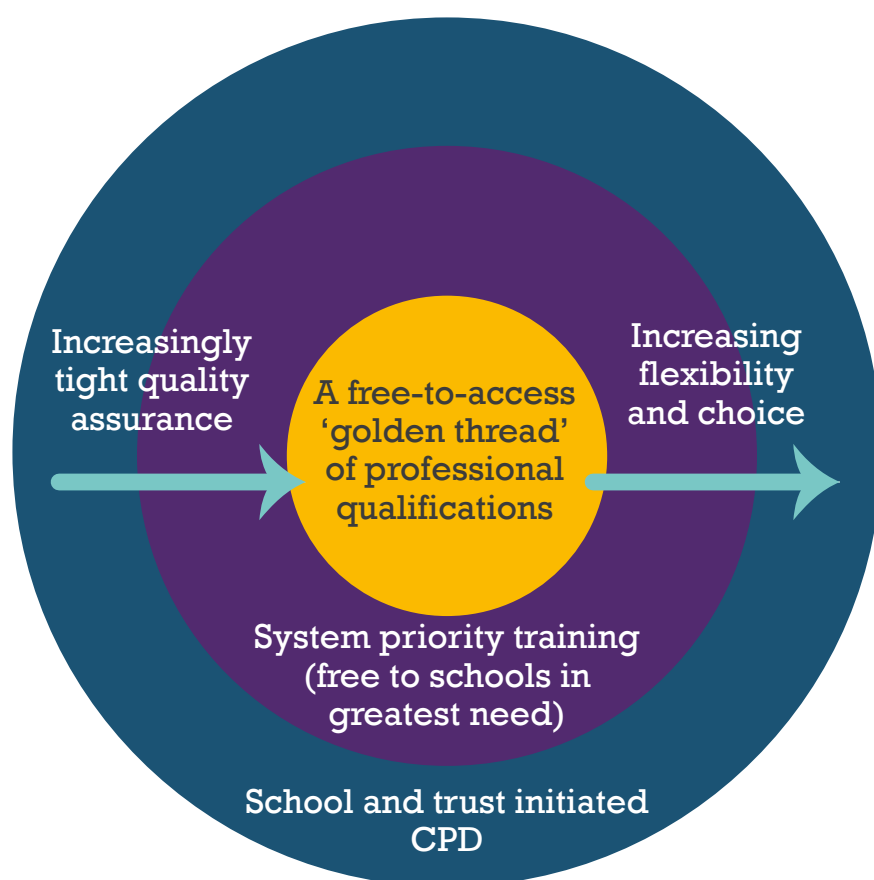 Increasingly
tight quality
assurance
A free-to-access
‘golden thread’
of professional
qualifications
Increasing
flexibility
and choice
System priority training
(free to schools in
greatest need)
School and trust initiated
CPD